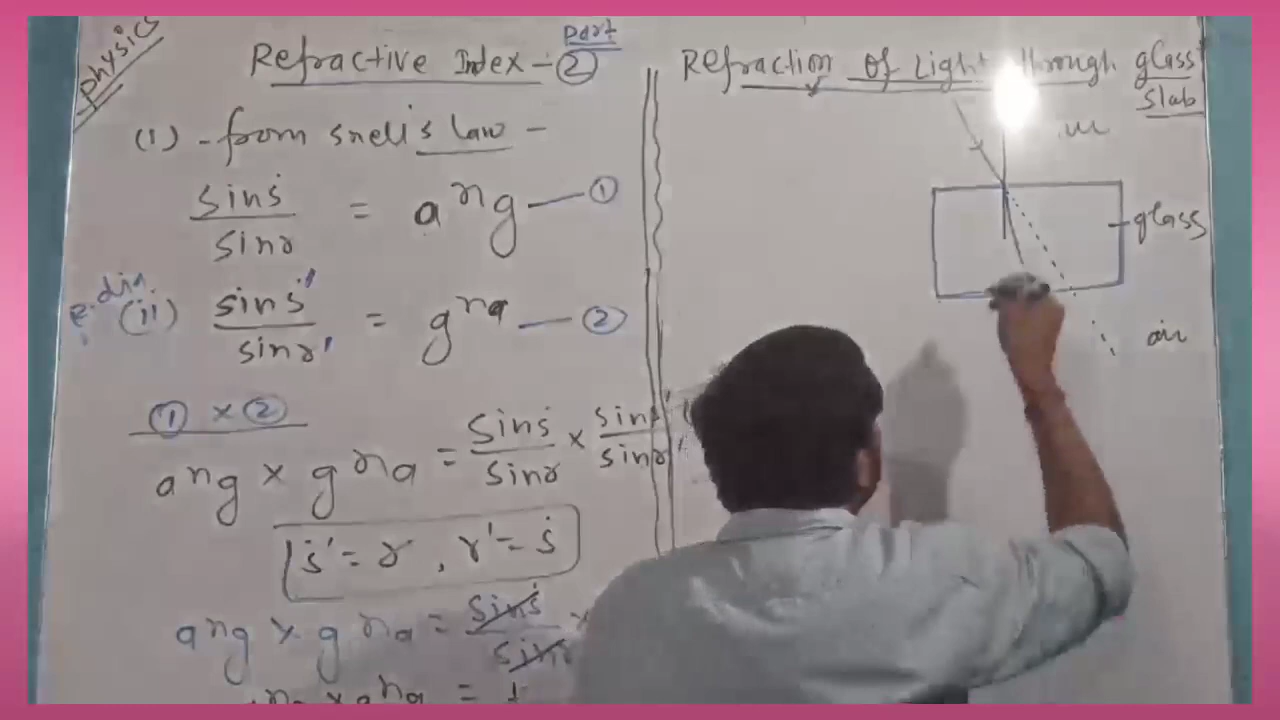 Physics
Refractive Index - Part ②
(i) - from snell's law -
sin i / sin r = a n g — ①
(ii) sin i' / sin r' = g n a — ②
① × ②
a n g × g n a = sin i / sin r × sin i' / sin r'
i' = r , r' = i
a n g × g n a = sin i / sin r ×
Refraction of Light through glass
Slab
glass
air